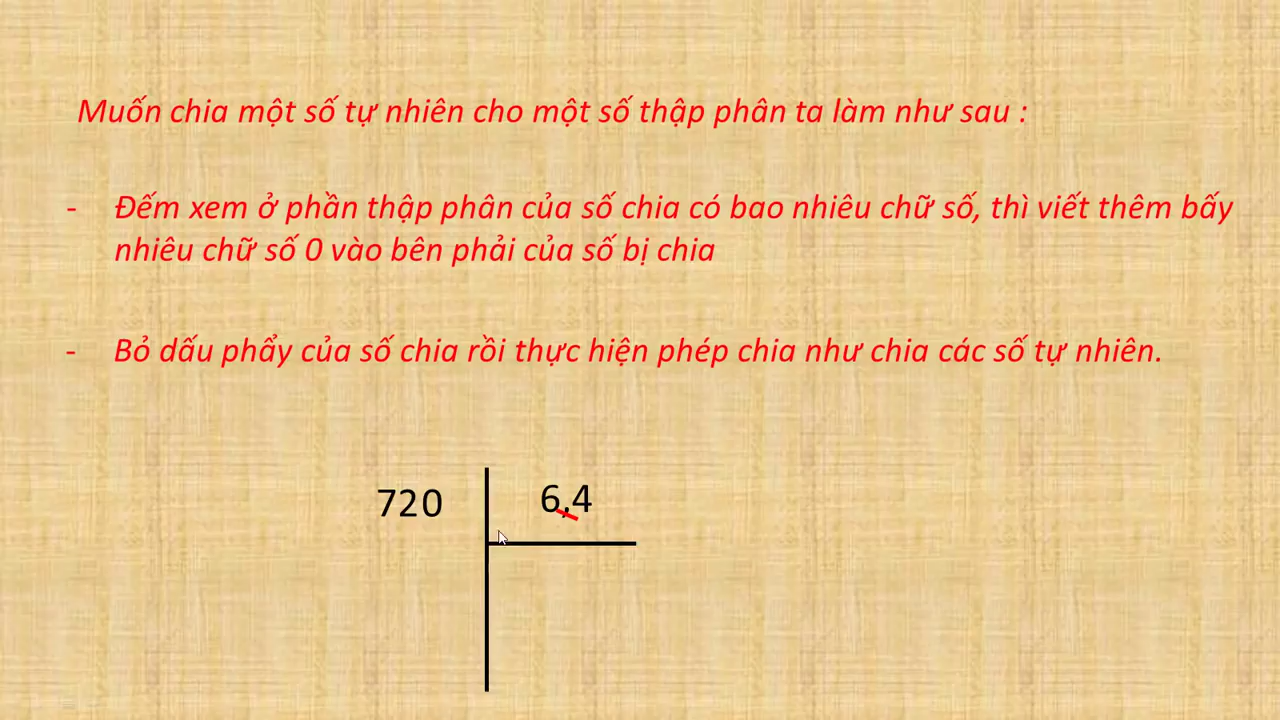 Muốn chia một số tự nhiên cho một số thập phân ta làm như sau :
- Đếm xem ở phần thập phân của số chia có bao nhiêu chữ số, thì viết thêm bấy
nhiêu chữ số 0 vào bên phải của số bị chia
- Bỏ dấu phẩy của số chia rồi thực hiện phép chia như chia các số tự nhiên.
720 6,4